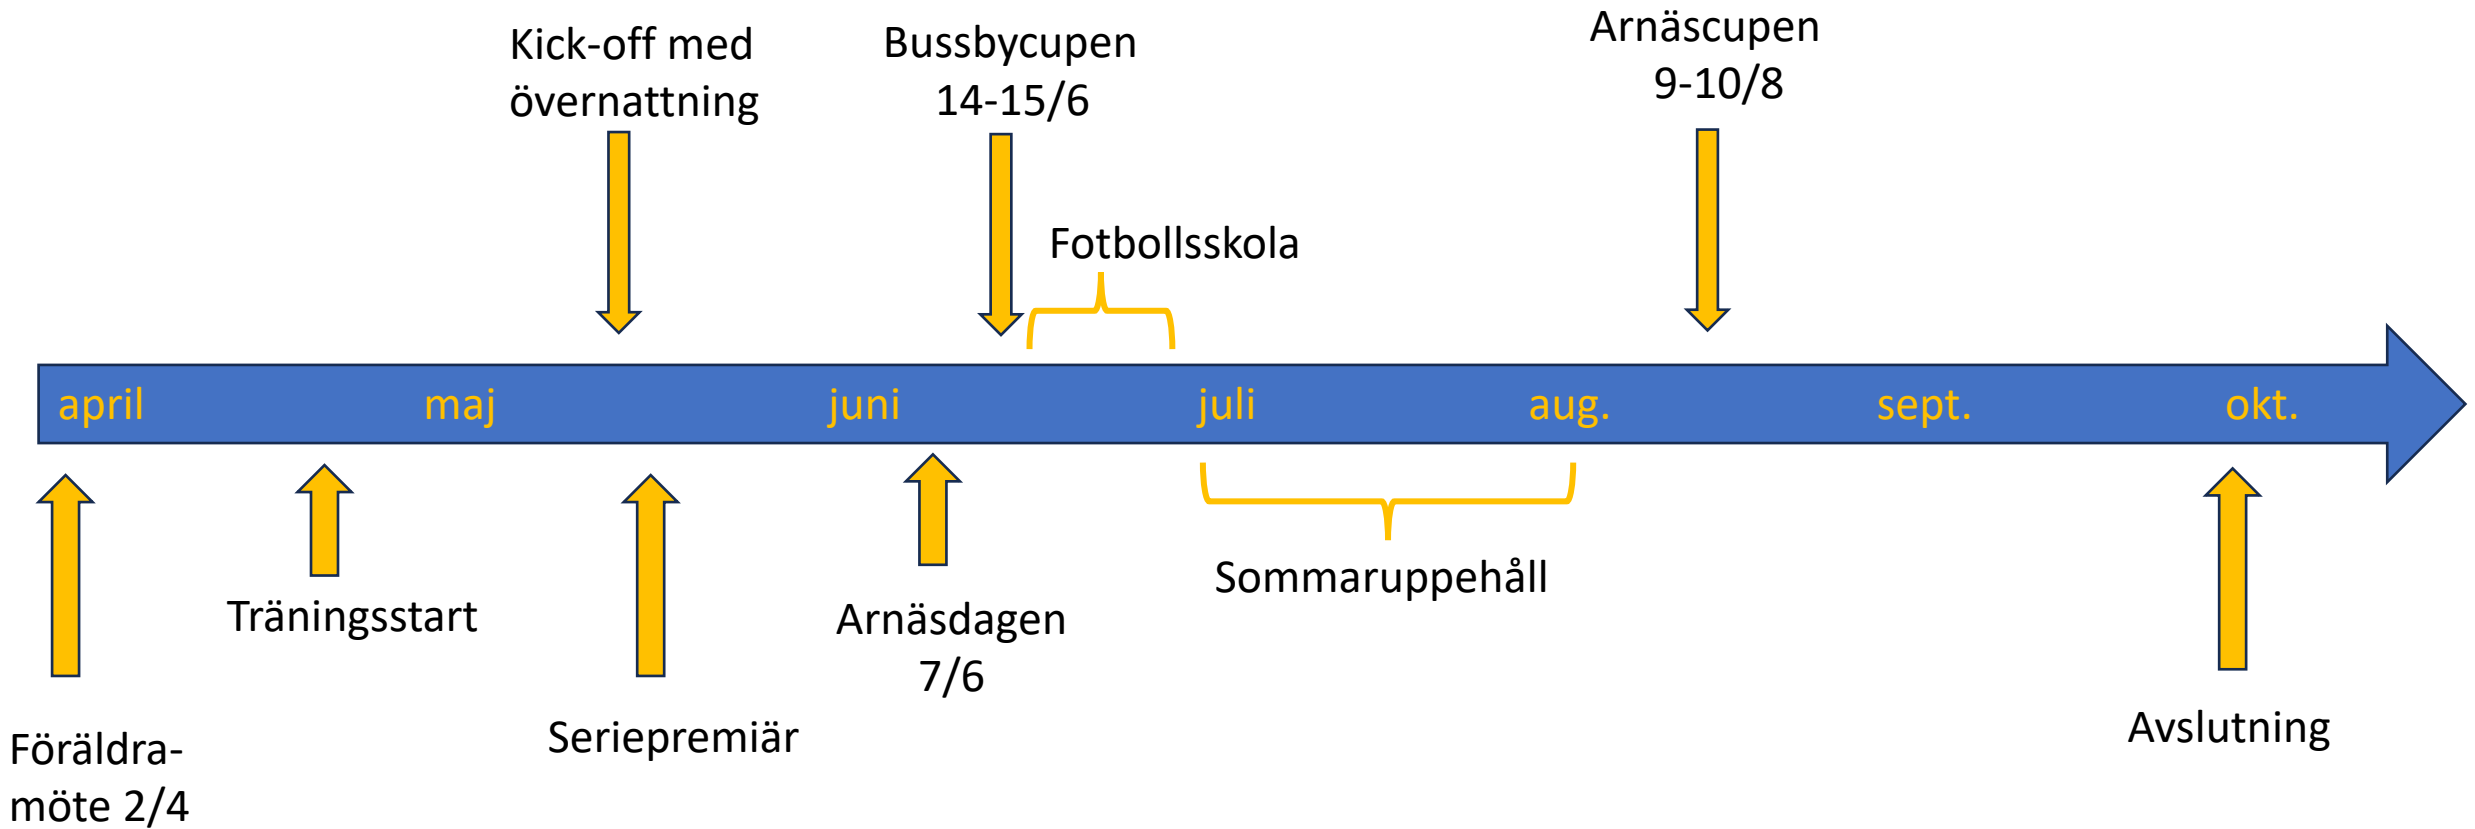 Kick-off med
övernattning
Bussbycupen
14-15/6
Arnäscupen
9-10/8
Fotbollsskola
april
maj
juni
juli
aug.
sept.
okt.
Träningsstart
Föräldra-
möte 2/4
Seriepremiär
Arnäsdagen
7/6
Sommaruppehåll
Avslutning